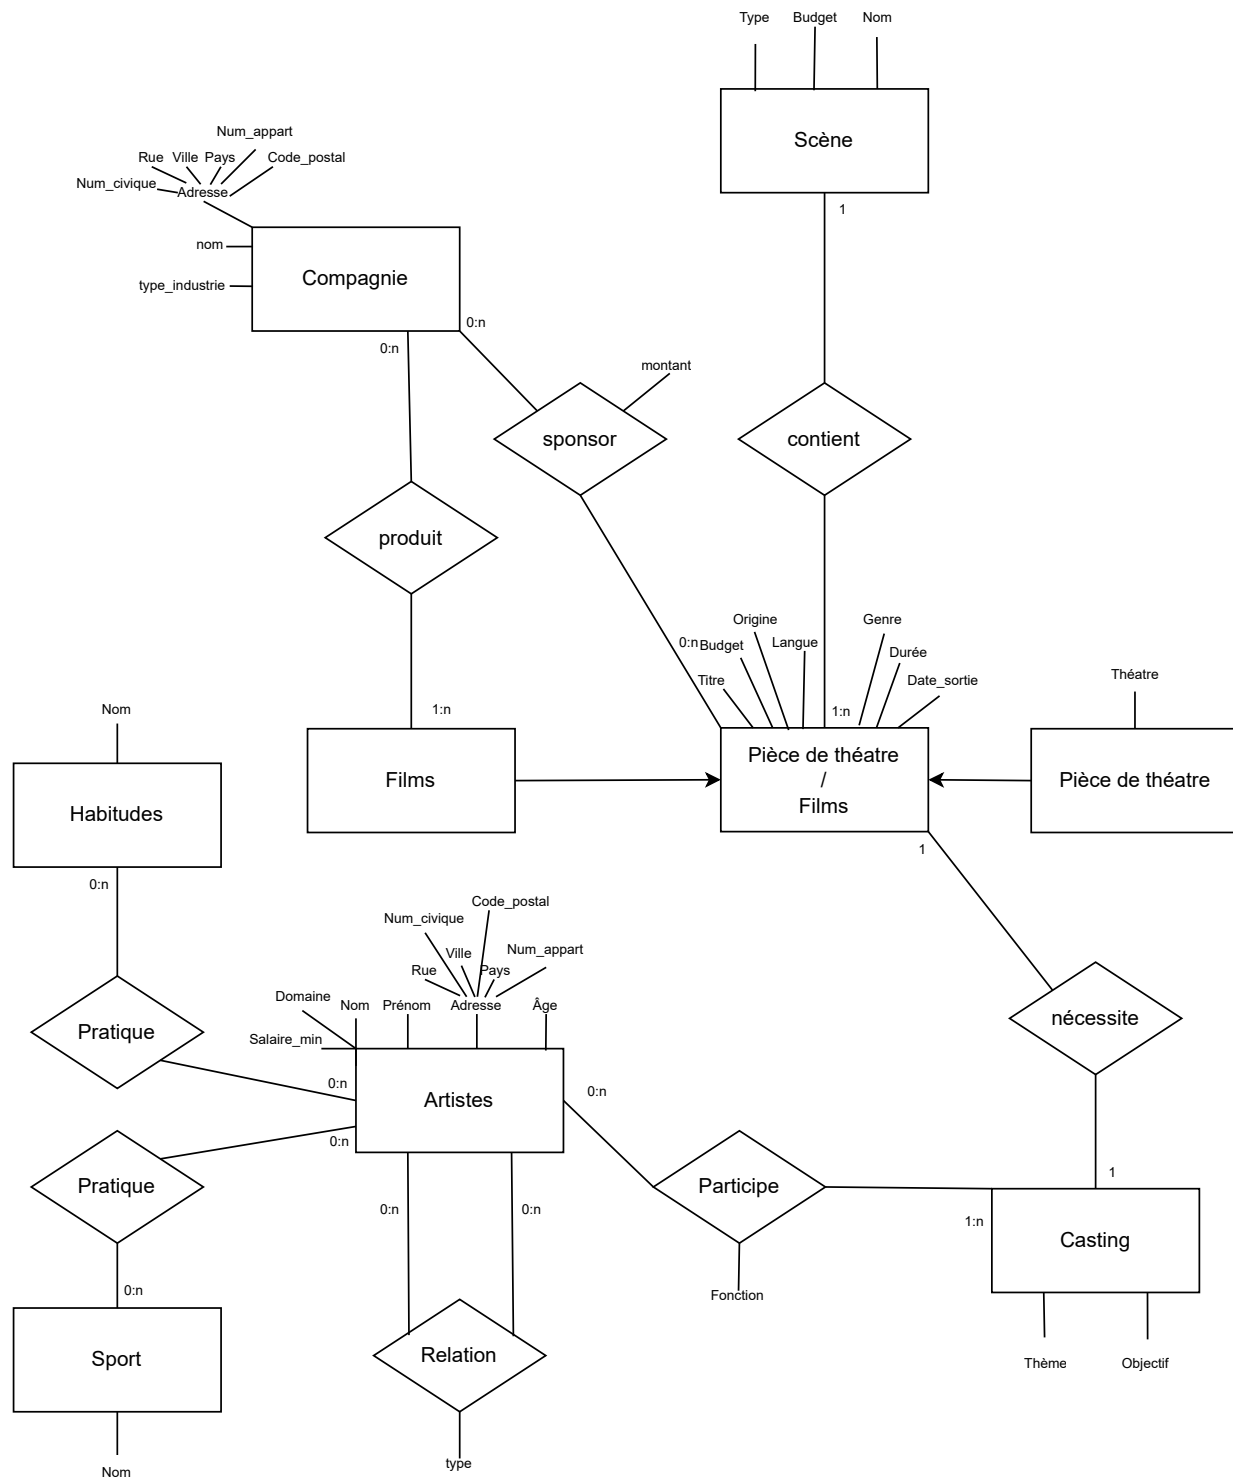 Type
Budget
Nom
Scène
1
Num_appart
Rue
Ville
Pays
Code_postal
Num_civique
Adresse
nom
type_industrie
Compagnie
0:n
0:n
montant
sponsor
contient
produit
Origine
Genre
0:n
Budget
Langue
Durée
Titre
Date_sortie
Théatre
1:n
1:n
Films
Pièce de théatre
/
Films
Pièce de théatre
Nom
Habitudes
0:n
1
Code_postal
Num_civique
Ville
Num_appart
Rue
Pays
Domaine
Nom
Prénom
Adresse
Âge
Salaire_min
Pratique
nécessite
0:n
0:n
Artistes
0:n
Pratique
Participe
1
0:n
0:n
1:n
Casting
0:n
Fonction
Sport
Relation
Thème
Objectif
type
Nom